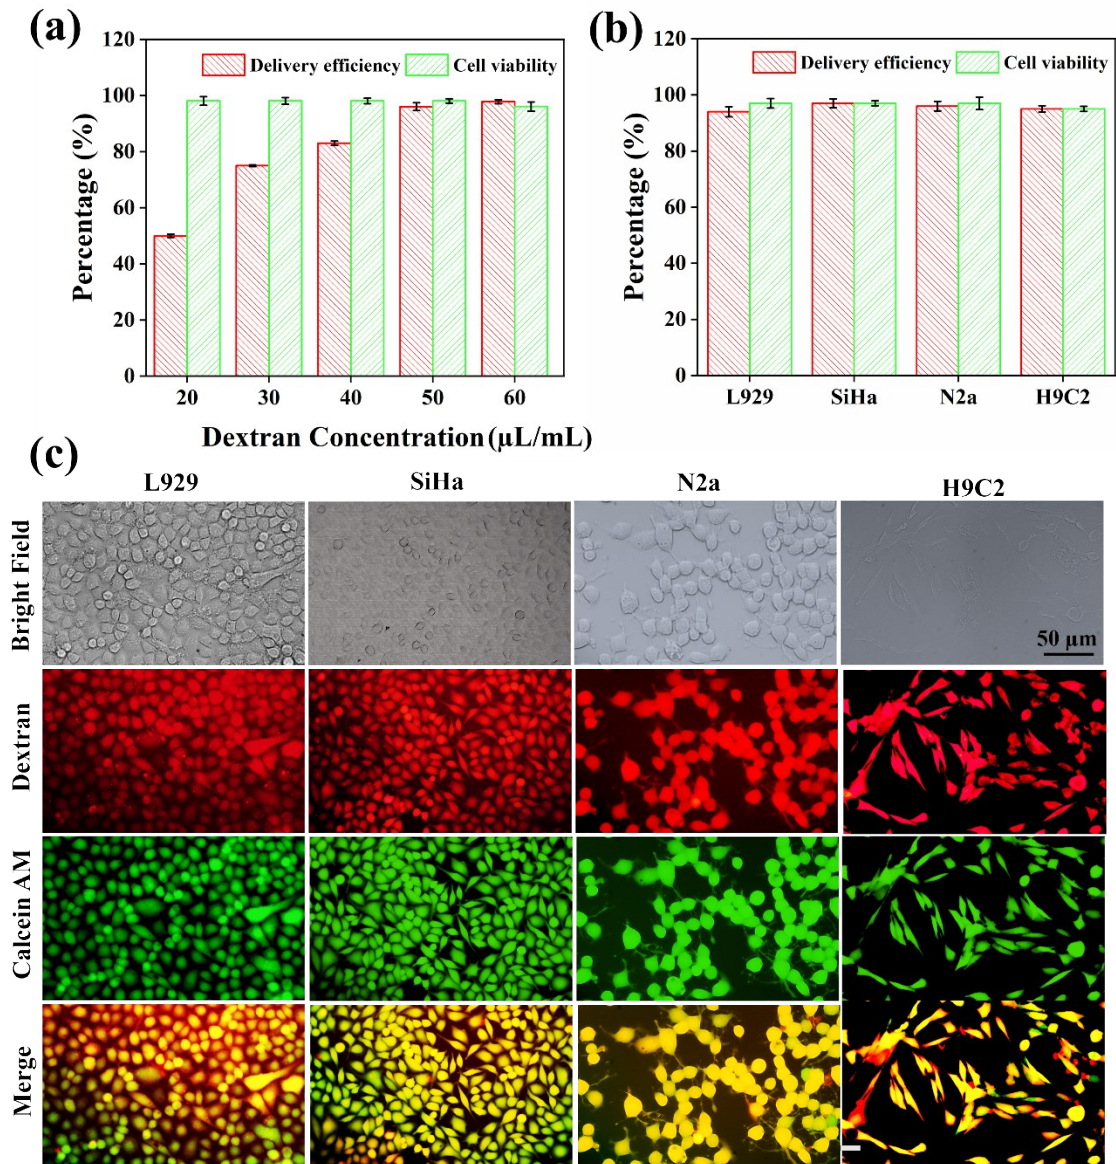 (a)
120
100
80
60
40
20
0
Percentage (%)
Delivery efficiency
Cell viability
20 30 40 50 60
Dextran Concentration (µL/mL)
(b)
120
100
80
60
40
20
0
Percentage (%)
Delivery efficiency
Cell viability
L929 SiHa N2a H9C2
(c)
L929 SiHa N2a H9C2
Bright Field
50 µm
Dextran
Calcein AM
Merge